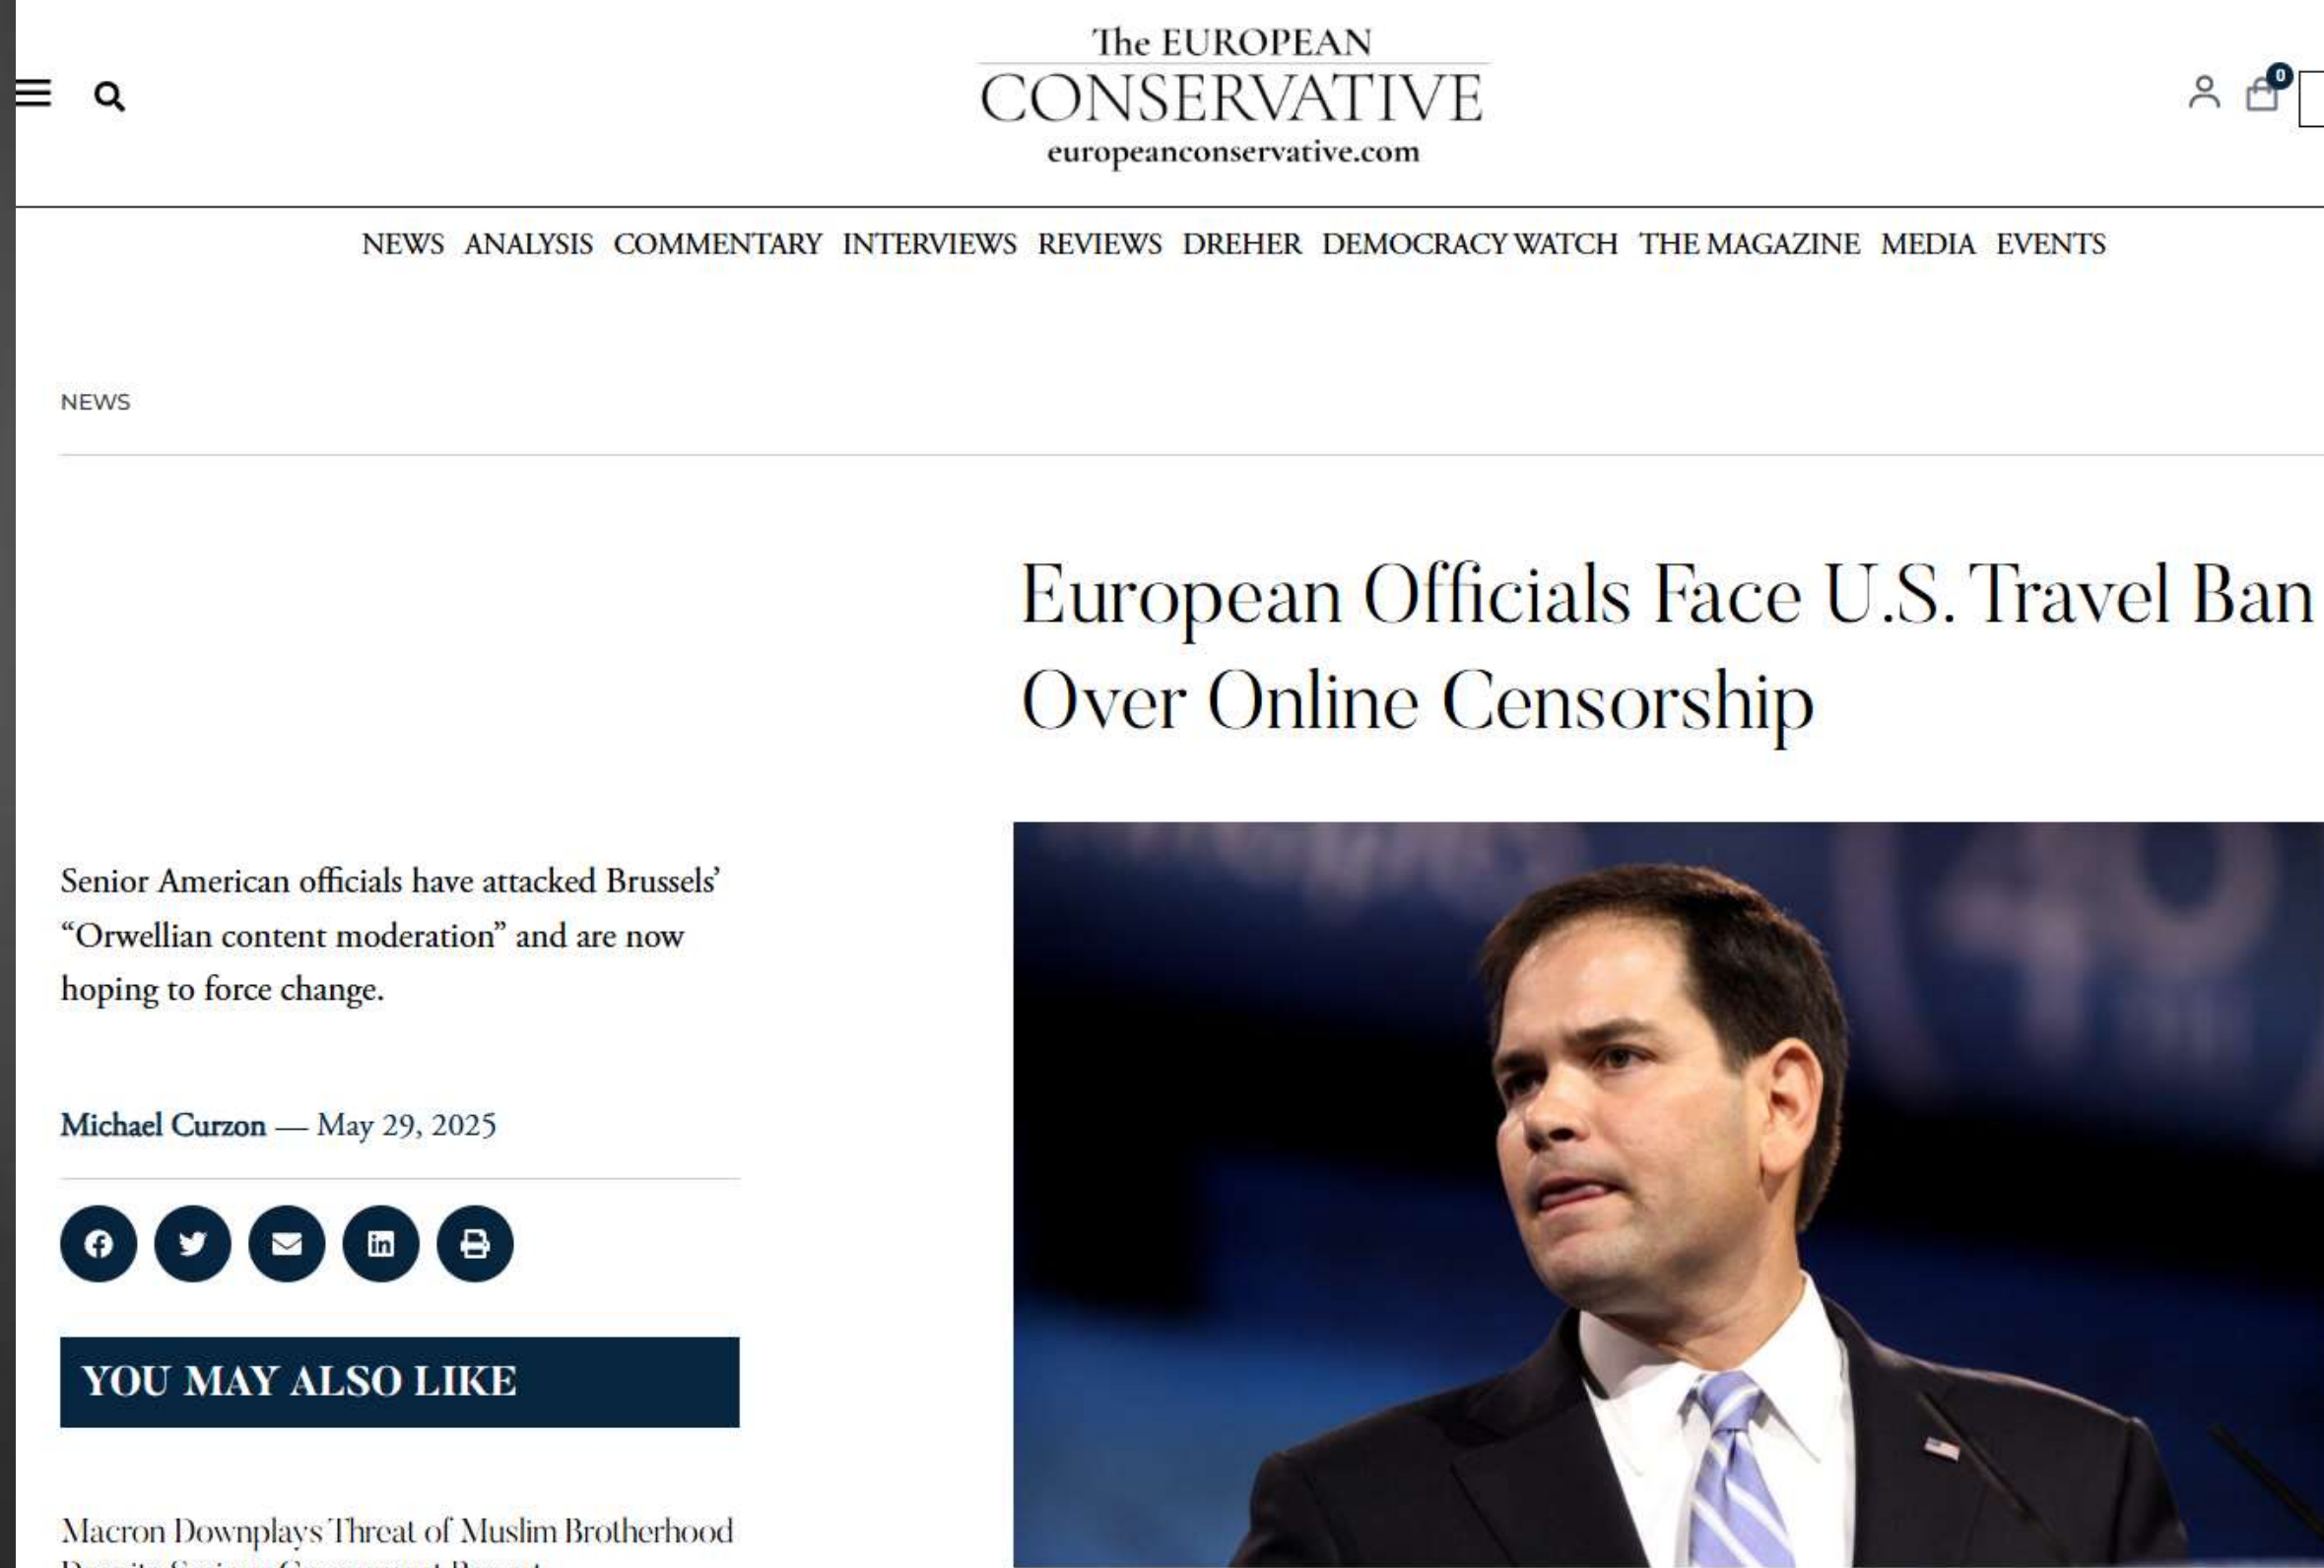 The EUROPEAN
CONSERVATIVE
europeanconservative.com
0
NEWS ANALYSIS COMMENTARY INTERVIEWS REVIEWS DREHER DEMOCRACY WATCH THE MAGAZINE MEDIA EVENTS
NEWS
European Officials Face U.S. Travel Ban
Over Online Censorship
Senior American officials have attacked Brussels’
“Orwellian content moderation” and are now
hoping to force change.
Michael Curzon — May 29, 2025
YOU MAY ALSO LIKE
Macron Downplays Threat of Muslim Brotherhood